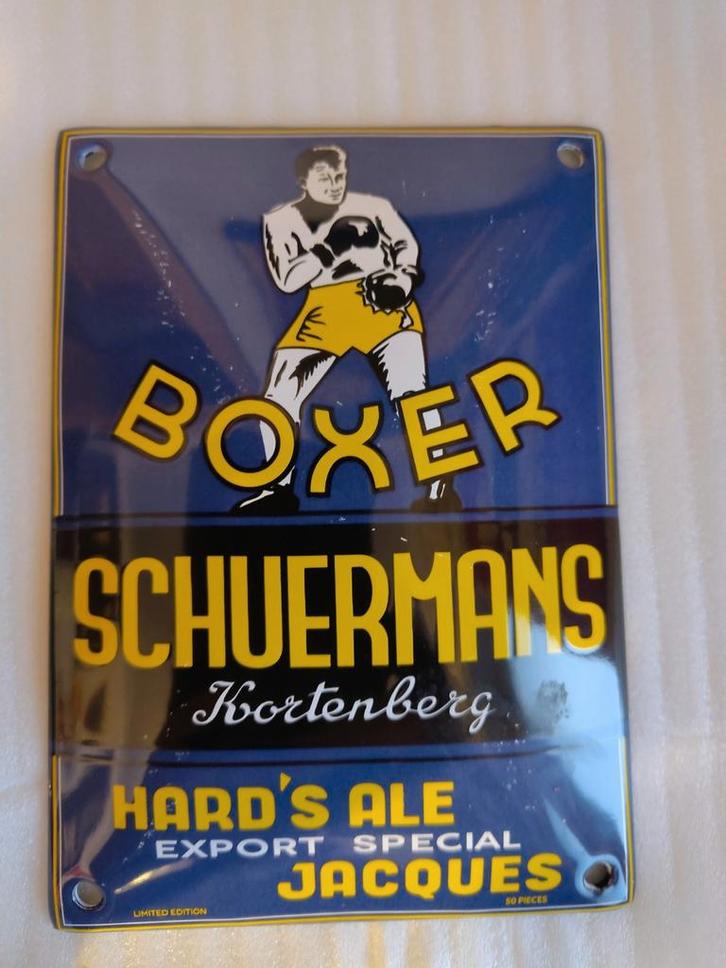 BOXER
SCHUERMANS
Kortenberg
HARD'S ALE
EXPORT SPECIAL
JACQUES
LIMITED EDITION
50 PIECES